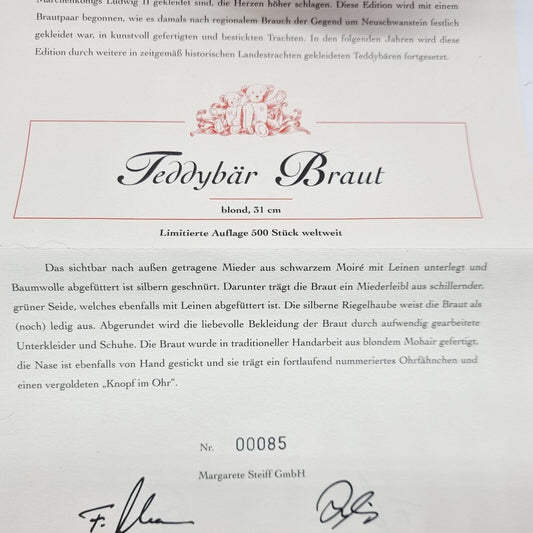 Märchenkönigs Ludwig II gekleidet sind, die Herzen höher schlagen. Diese Edition wird mit einem
Brautpaar begonnen, wie es damals nach regionalem Brauch der Gegend um Neuschwanstein festlich
gekleidet war, in kunstvoll gefertigten und bestickten Trachten. In den folgenden Jahren wird diese
Edition durch weitere in zeitgemäß historischen Landestrachten gekleideten Teddybären fortgesetzt.
Teddybär Braut
blond, 31 cm
Limitierte Auflage 500 Stück weltweit
Das sichtbar nach außen getragene Mieder aus schwarzem Moiré mit Leinen unterlegt und
Baumwolle abgefüttert ist silbern geschnürt. Darunter trägt die Braut ein Miederleibl aus schillernder,
grüner Seide, welches ebenfalls mit Leinen abgefüttert ist. Die silberne Riegelhaube weist die Braut als
(noch) ledig aus. Abgerundet wird die liebevolle Bekleidung der Braut durch aufwendig gearbeitete
Unterkleider und Schuhe. Die Braut wurde in traditioneller Handarbeit aus blondem Mohair gefertigt,
die Nase ist ebenfalls von Hand gestickt und sie trägt ein fortlaufend nummeriertes Ohrfähnchen und
einen vergoldeten „Knopf im Ohr".
Nr. 00085
Margarete Steiff GmbH